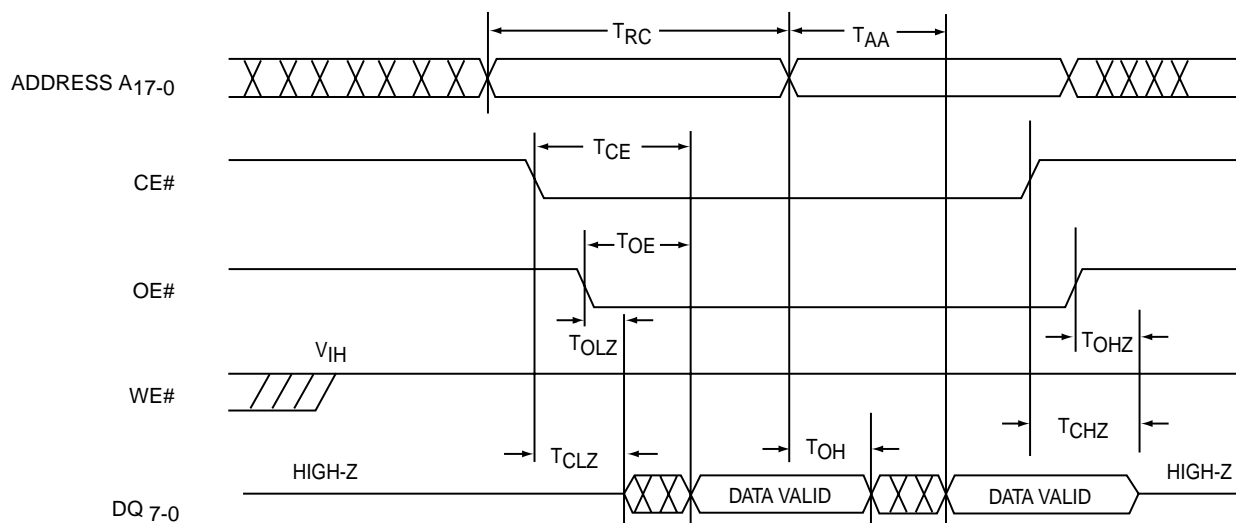 TRC
TAA
ADDRESS A17-0
TCE
CE#
TOE
OE#
TOLZ
TOHZ
VIH
WE#
TCLZ
TOH
TCHZ
HIGH-Z
DATA VALID
DATA VALID
HIGH-Z
DQ 7-0